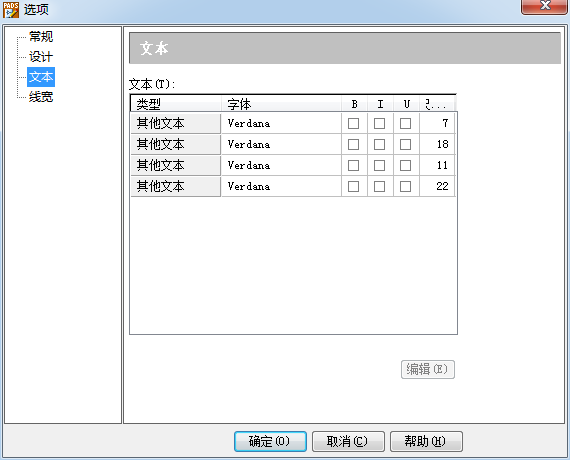 PADS
选项
常规
设计
文本
线宽
文本
文本(T):
类型 字体 B I U
其他文本 Verdana 7
其他文本 Verdana 18
其他文本 Verdana 11
其他文本 Verdana 22
编辑(E)
确定(O) 取消(C) 帮助(H)